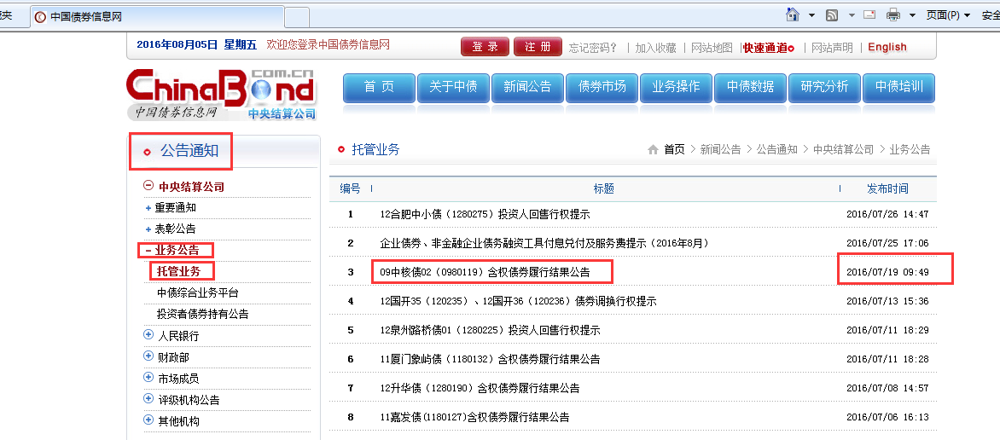 藏夹
中国债券信息网
页面(P)
安全
2016年08月05日 星期五 欢迎您登录中国债券信息网
登 录
注 册
忘记密码?
加入收藏
网站地图
快速通道
网站声明
English
ChinaBond
com.cn
中国债券信息网
中央结算公司
首 页
关于中债
新闻公告
债券市场
业务操作
中债数据
研究分析
中债培训
公告通知
中央结算公司
重要通知
表彰公告
业务公告
托管业务
中债综合业务平台
投资者债券持有公告
人民银行
财政部
市场成员
评级机构公告
其他机构
托管业务
首页 > 新闻公告 > 公告通知 > 中央结算公司 > 业务公告
编号 标题 发布时间
1 12合肥中小债（1280275）投资人回售行权提示 2016/07/26 14:47
2 企业债券、非金融企业债务融资工具付息兑付及服务费提示（2016年8月） 2016/07/25 17:06
3 09中核债02（0980119）含权债券履行结果公告 2016/07/19 09:49
4 12国开35（120235）、12国开36（120236）债券调换行权提示 2016/07/13 15:36
5 12泉州路桥债01（1280225）投资人回售行权提示 2016/07/11 18:29
6 11厦门象屿债（1180132）含权债券履行结果公告 2016/07/11 18:28
7 12升华债（1280190）含权债券履行结果公告 2016/07/08 14:57
8 11嘉发债(1180127)含权债券履行结果公告 2016/07/06 16:13